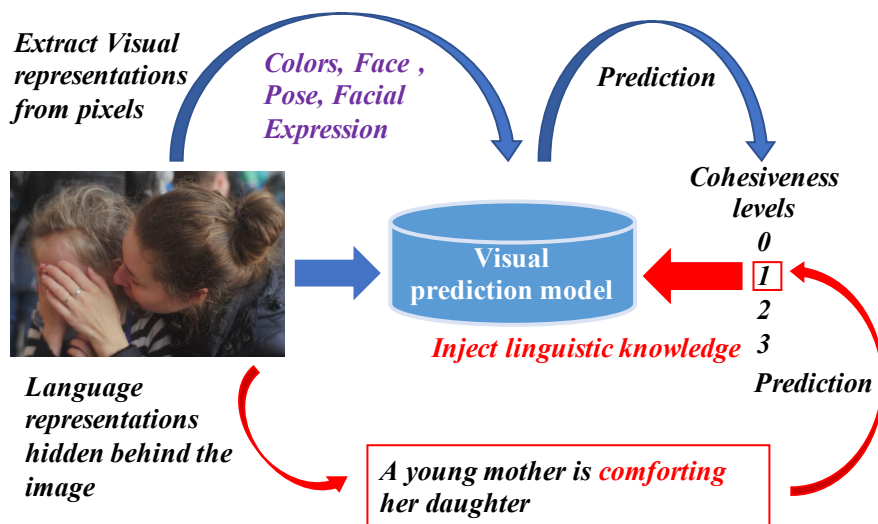 Extract Visual
representations
from pixels
Colors, Face ,
Pose, Facial
Expression
Prediction
Cohesiveness
levels
0
1
2
3
Visual
prediction model
Inject linguistic knowledge
Prediction
Language
representations
hidden behind the
image
A young mother is comforting
her daughter